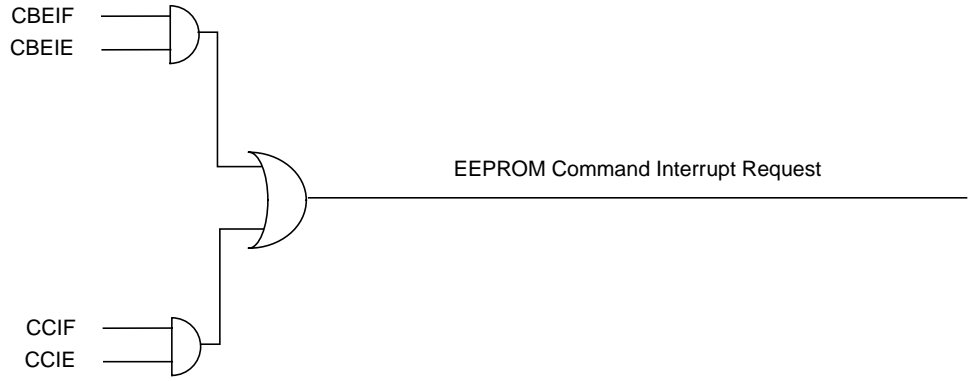 CBEIF
CBEIE
EEPROM Command Interrupt Request
CCIF
CCIE